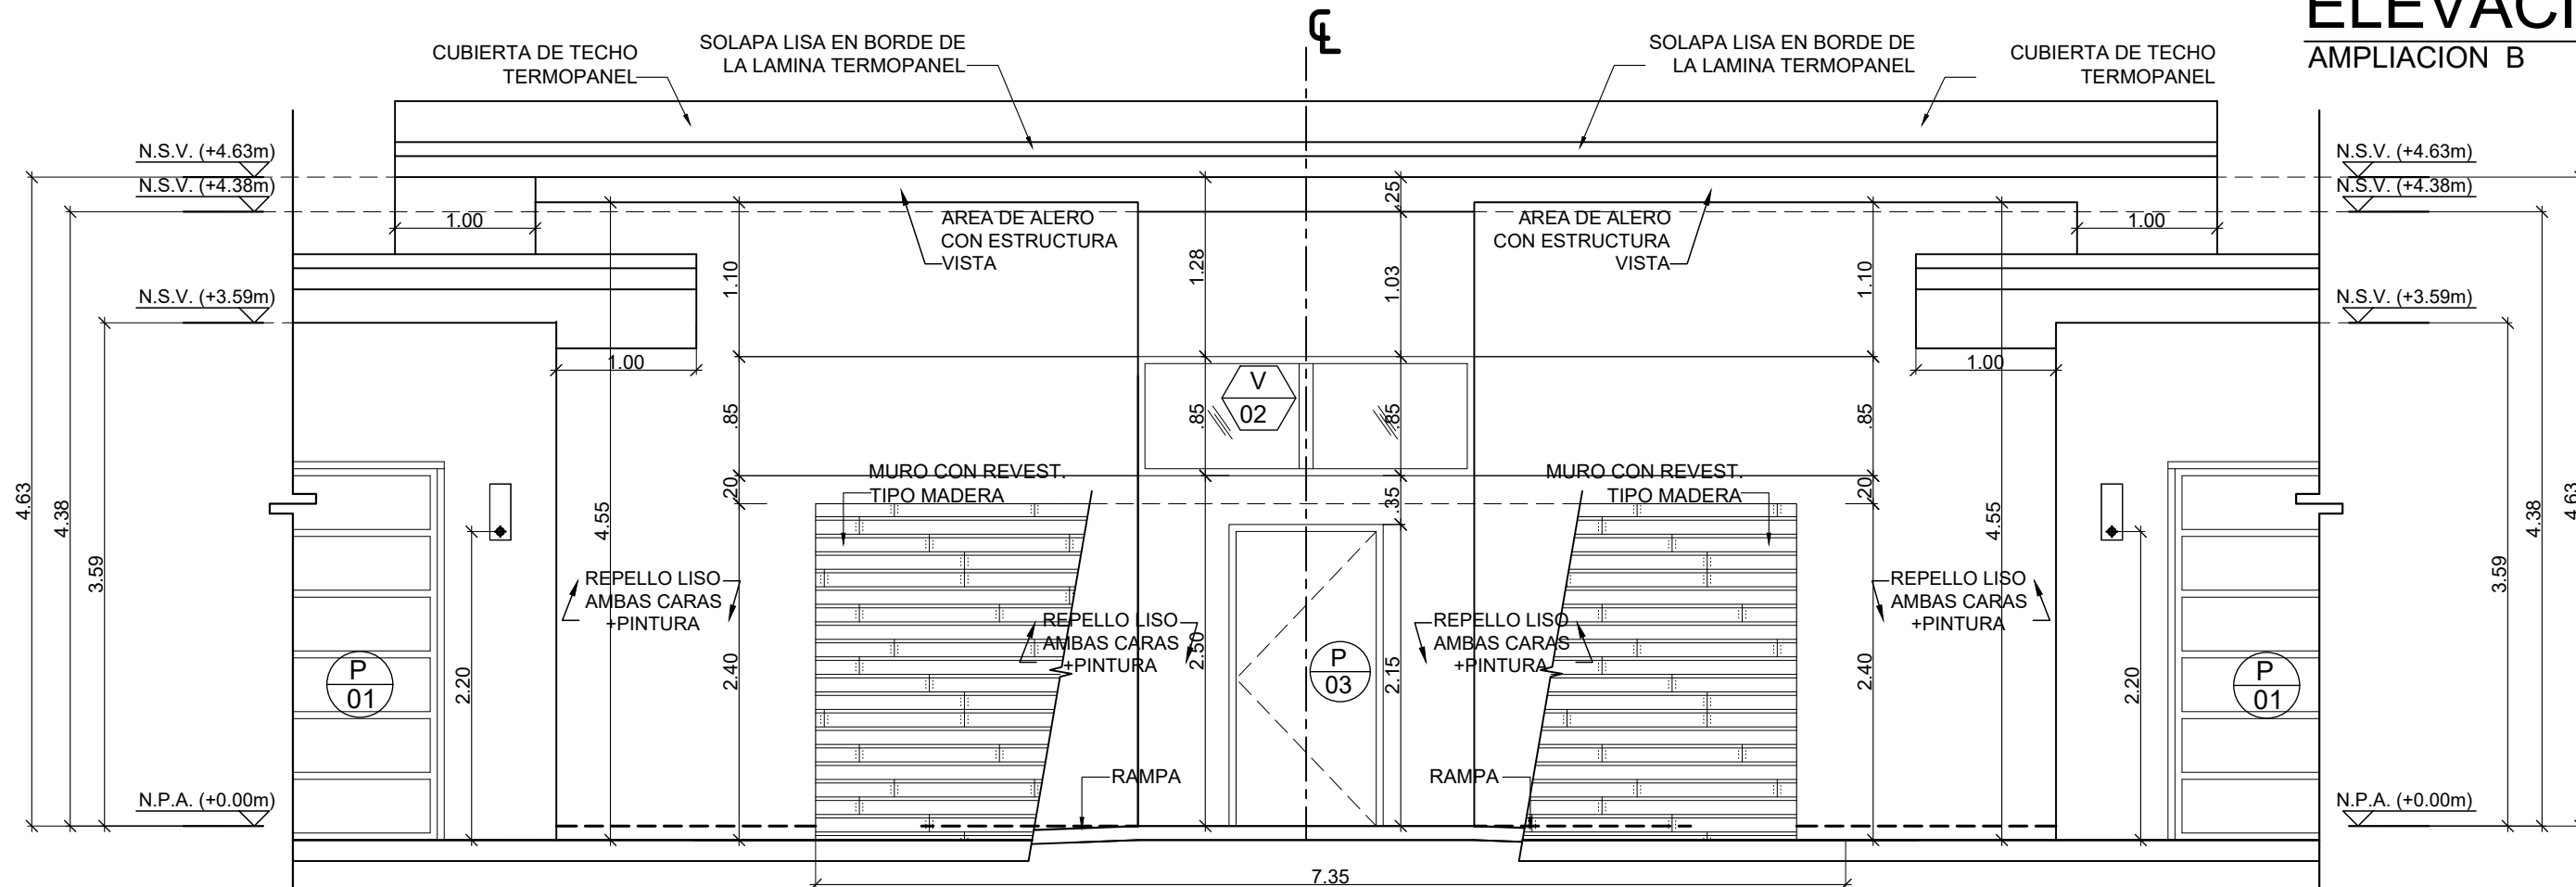 ELEVACI
AMPLIACION B
CUBIERTA DE TECHO
TERMOPANEL
SOLAPA LISA EN BORDE DE
LA LAMINA TERMOPANEL
SOLAPA LISA EN BORDE DE
LA LAMINA TERMOPANEL
CUBIERTA DE TECHO
TERMOPANEL
N.S.V. (+4.63m)
N.S.V. (+4.38m)
N.S.V. (+3.59m)
N.P.A. (+0.00m)
N.S.V. (+4.63m)
N.S.V. (+4.38m)
N.S.V. (+3.59m)
N.P.A. (+0.00m)
AREA DE ALERO
CON ESTRUCTURA
VISTA
AREA DE ALERO
CON ESTRUCTURA
VISTA
1.00
1.00
1.00
1.00
4.63
4.38
3.59
2.20
4.55
1.10
.85
.20
2.40
1.28
.85
2.50
.25
1.03
.85
.35
2.15
1.10
.85
.20
2.40
4.55
2.20
3.59
4.38
4.63
V
02
MURO CON REVEST.
TIPO MADERA
MURO CON REVEST.
TIPO MADERA
REPELLO LISO
AMBAS CARAS
+PINTURA
REPELLO LISO
AMBAS CARAS
+PINTURA
REPELLO LISO
AMBAS CARAS
+PINTURA
REPELLO LISO
AMBAS CARAS
+PINTURA
P
01
P
03
P
01
RAMPA
RAMPA
7.35